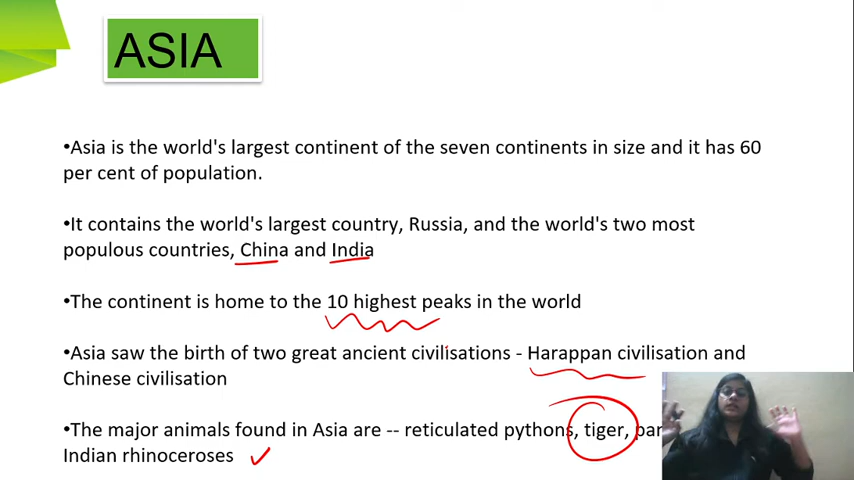 ASIA
•Asia is the world's largest continent of the seven continents in size and it has 60
per cent of population.
•It contains the world's largest country, Russia, and the world's two most
populous countries, China and India
•The continent is home to the 10 highest peaks in the world
•Asia saw the birth of two great ancient civilisations - Harappan civilisation and
Chinese civilisation
•The major animals found in Asia are -- reticulated pythons, tiger,
Indian rhinoceroses